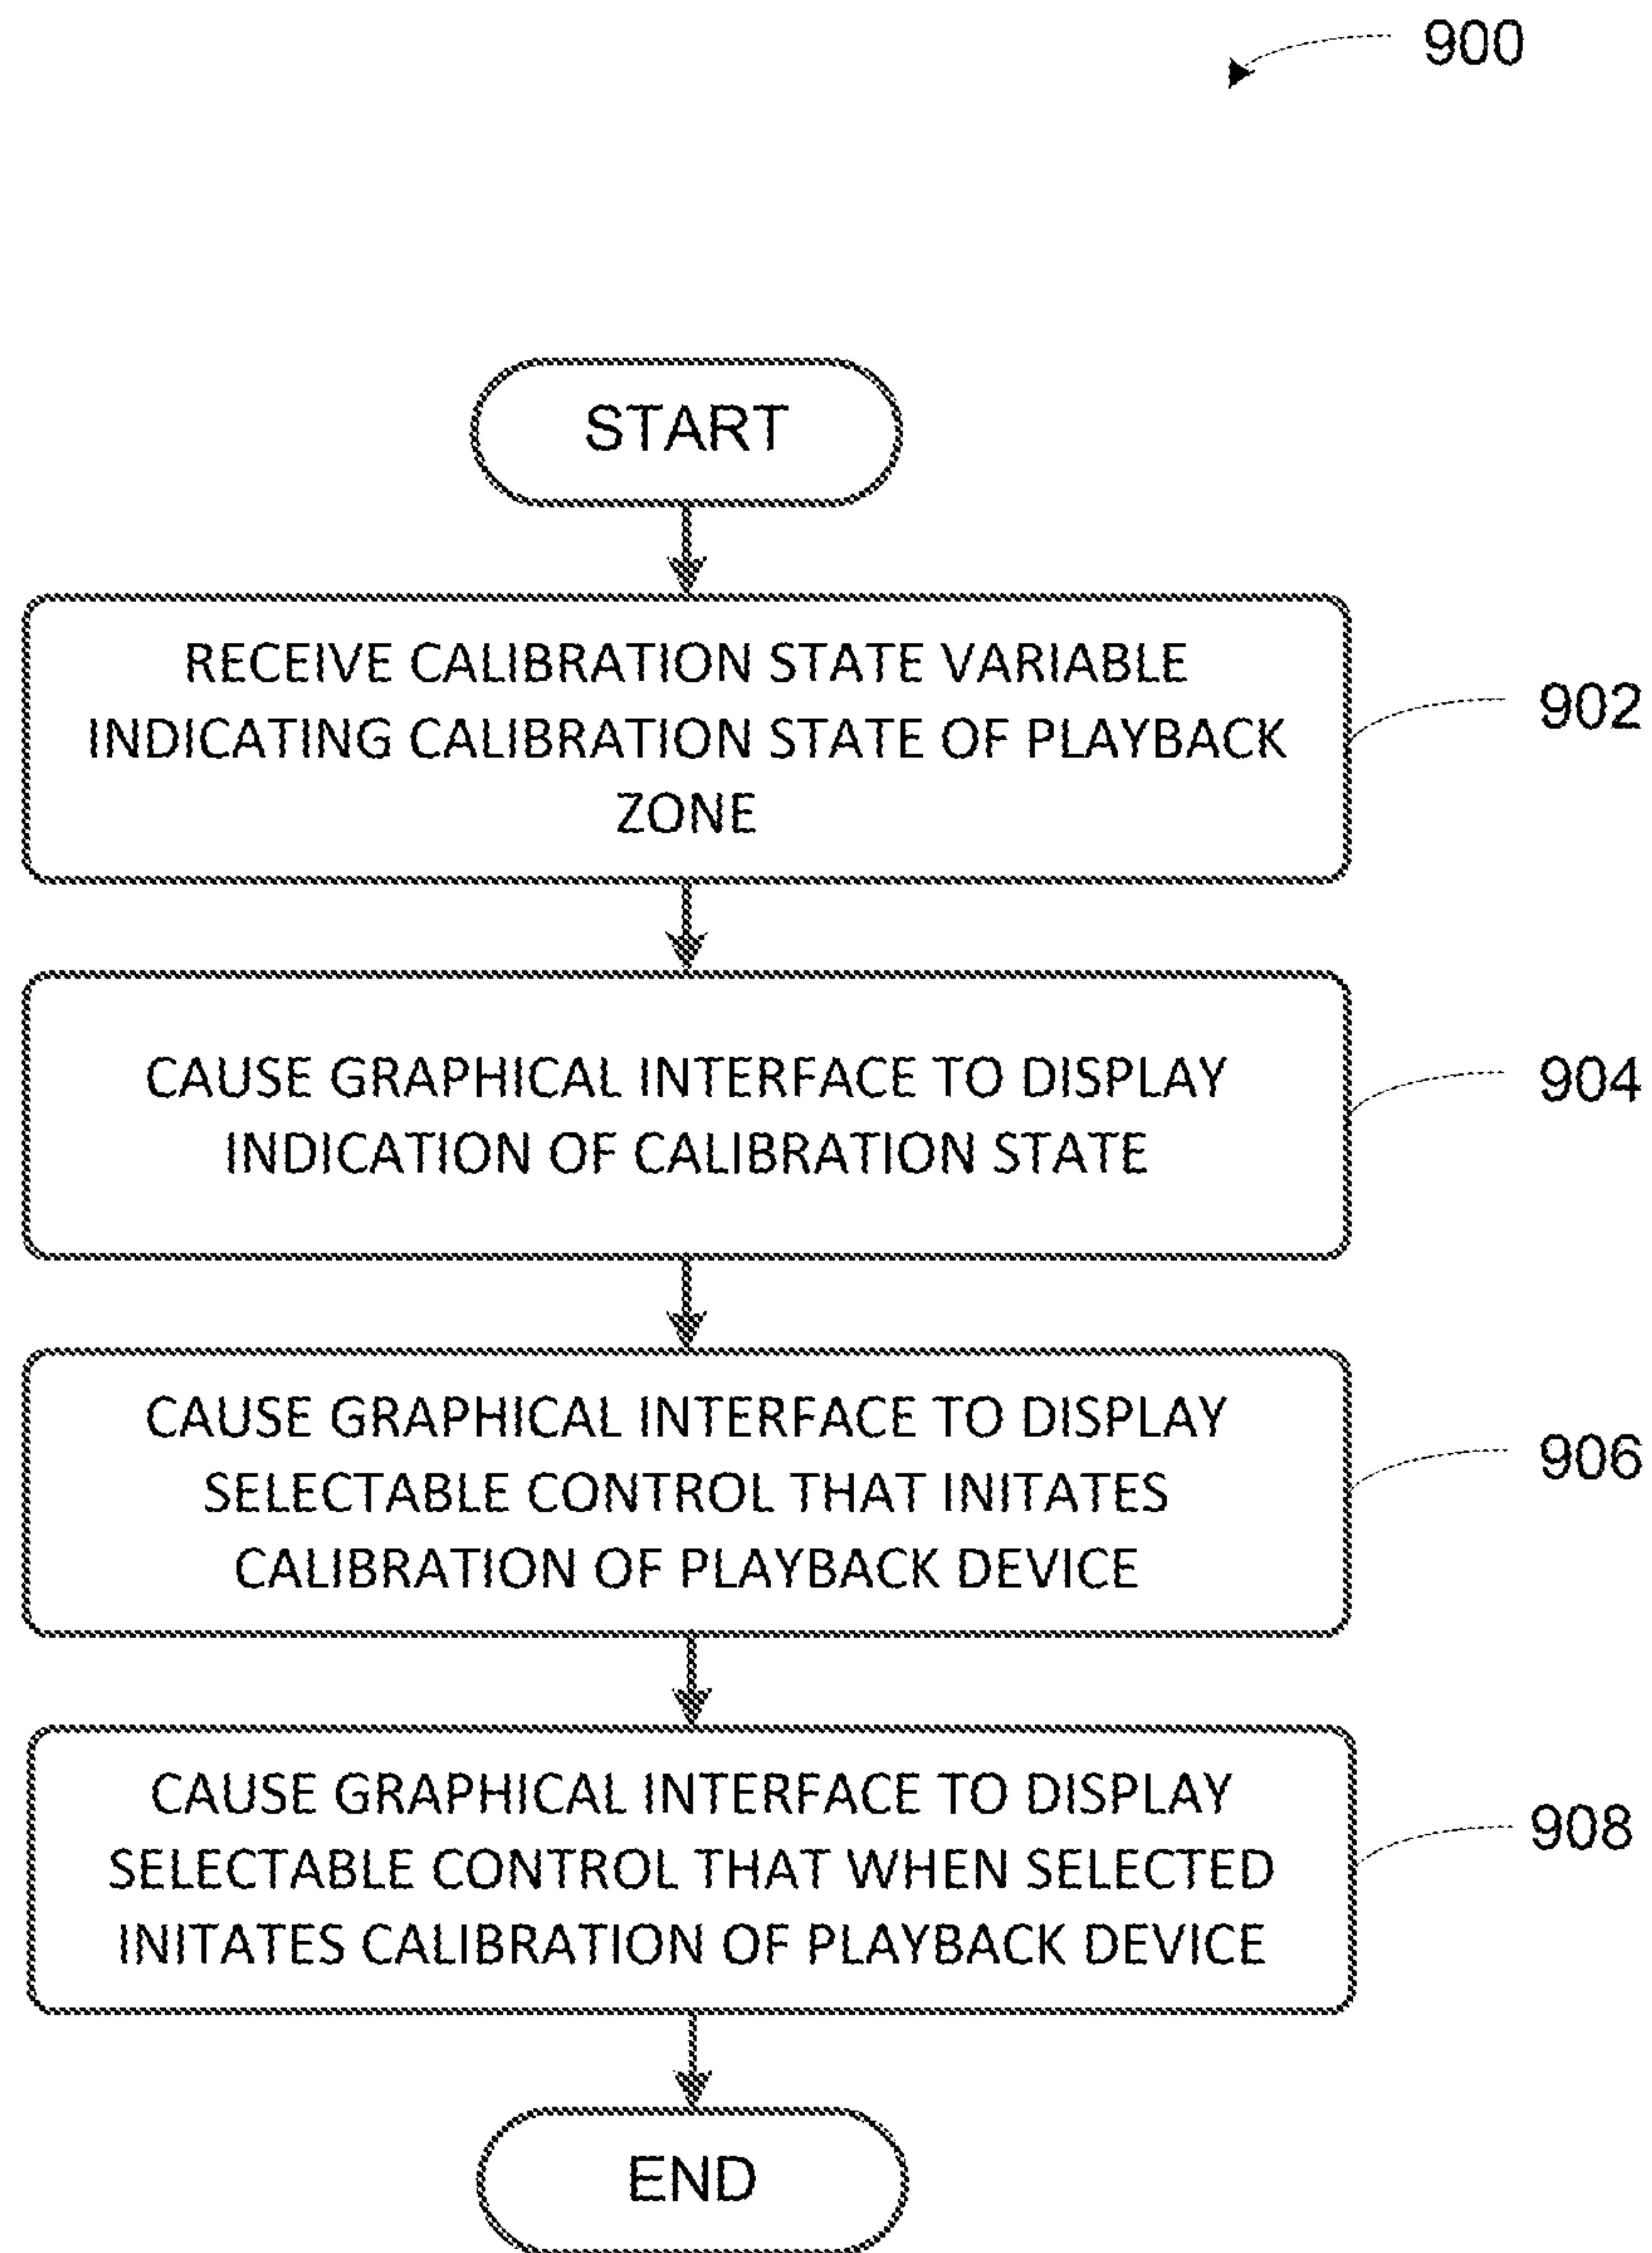 900
START
RECEIVE CALIBRATION STATE VARIABLE
INDICATING CALIBRATION STATE OF PLAYBACK
ZONE
902
CAUSE GRAPHICAL INTERFACE TO DISPLAY
INDICATION OF CALIBRATION STATE
904
CAUSE GRAPHICAL INTERFACE TO DISPLAY
SELECTABLE CONTROL THAT INITATES
CALIBRATION OF PLAYBACK DEVICE
906
CAUSE GRAPHICAL INTERFACE TO DISPLAY
SELECTABLE CONTROL THAT WHEN SELECTED
INITATES CALIBRATION OF PLAYBACK DEVICE
908
END